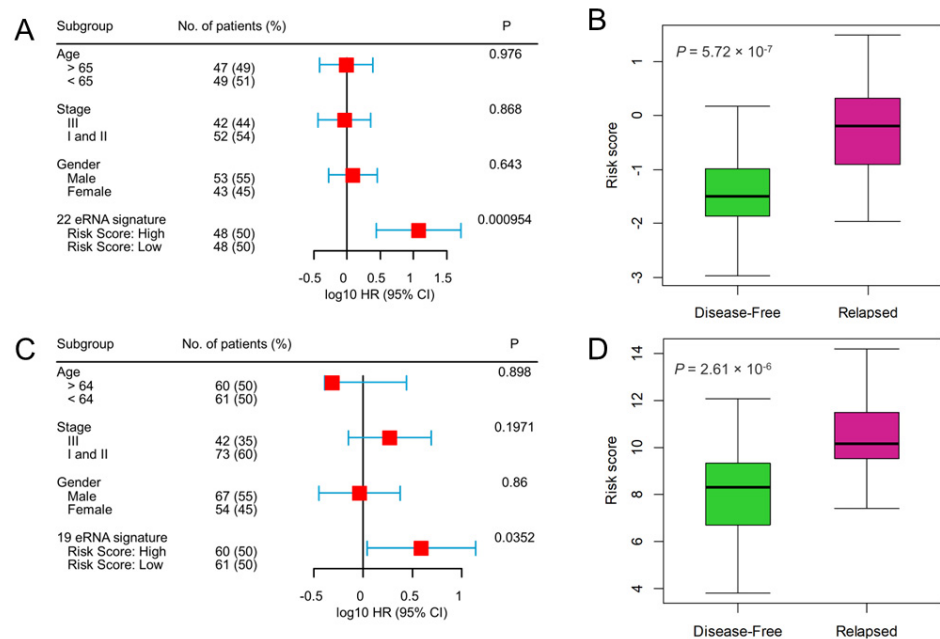 A
Subgroup No. of patients (%) P
Age 0.976
> 65 47 (49)
< 65 49 (51)
Stage 0.868
III 42 (44)
I and II 52 (54)
Gender 0.643
Male 53 (55)
Female 43 (45)
22 eRNA signature 0.000954
Risk Score: High 48 (50)
Risk Score: Low 48 (50)
-0.5 0 0.5 1 1.5
log10 HR (95% CI)
B
P = 5.72 × 10-7
Risk score
1
0
-1
-2
-3
Disease-Free Relapsed
C
Subgroup No. of patients (%) P
Age 0.898
> 64 60 (50)
< 64 61 (50)
Stage 0.1971
III 42 (35)
I and II 73 (60)
Gender 0.86
Male 67 (55)
Female 54 (45)
19 eRNA signature 0.0352
Risk Score: High 60 (50)
Risk Score: Low 61 (50)
-0.5 0 0.5 1
log10 HR (95% CI)
D
P = 2.61 × 10-6
Risk score
14
12
10
8
6
4
Disease-Free Relapsed